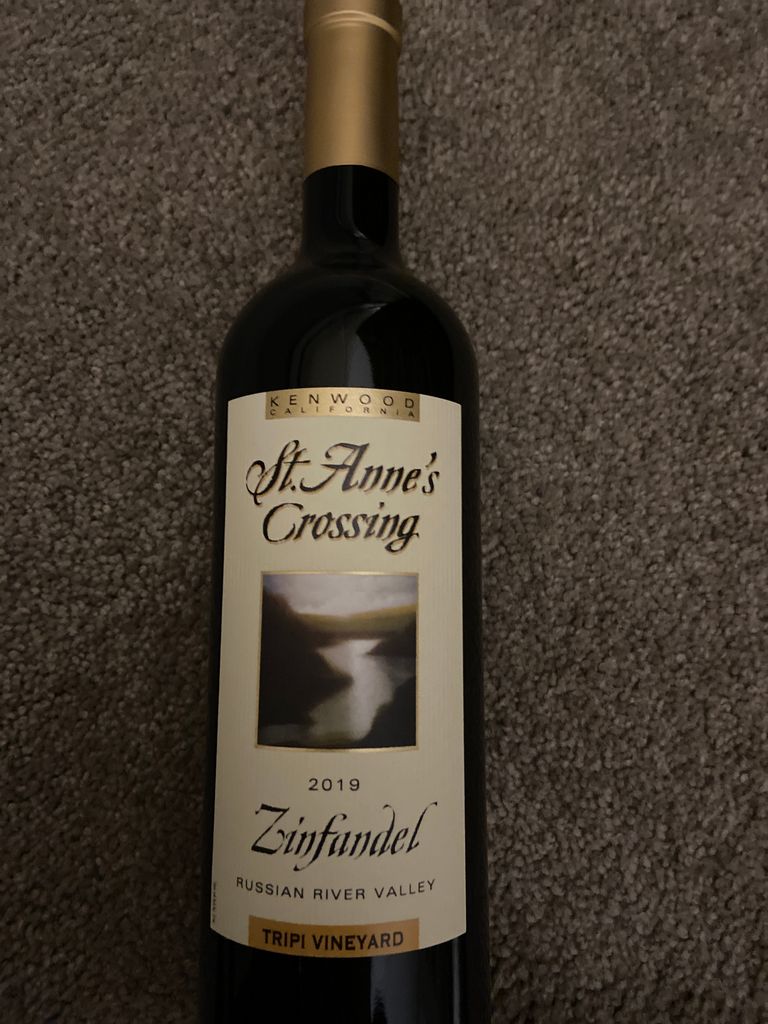 KENWOOD
CALIFORNIA
St. Anne's
Crossing
2019
Zinfandel
RUSSIAN RIVER VALLEY
TRIPI VINEYARD